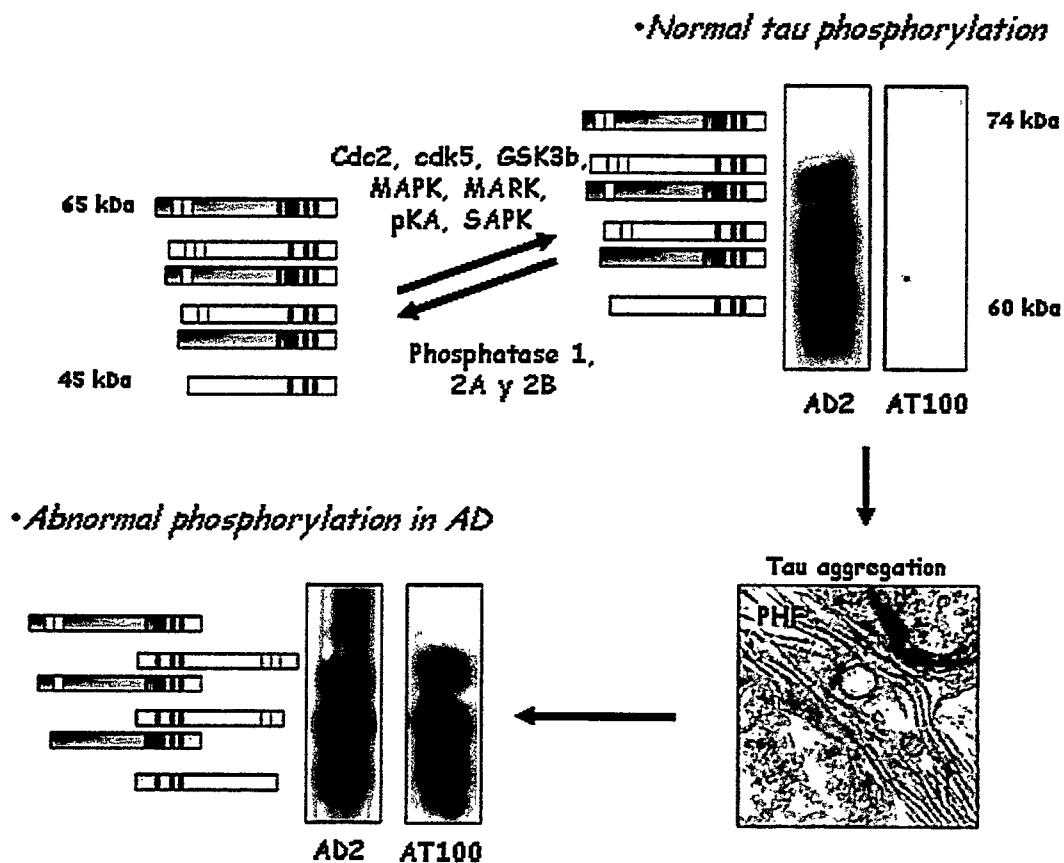 •Normal tau phosphorylation
74 kDa
Cdc2, cdk5, GSK3b,
MAPK, MARK,
pKA, SAPK
65 kDa
60 kDa
Phosphatase 1,
2A y 2B
45 kDa
AD2 AT100
•Abnormal phosphorylation in AD
Tau aggregation
PHF
AD2 AT100